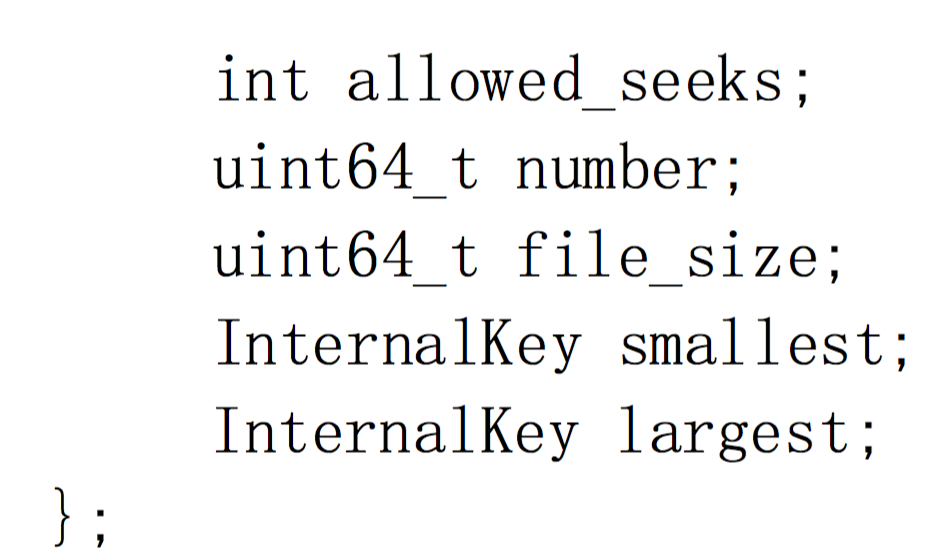 int allowed_seeks;
uint64_t number;
uint64_t file_size;
InternalKey smallest;
InternalKey largest;
};